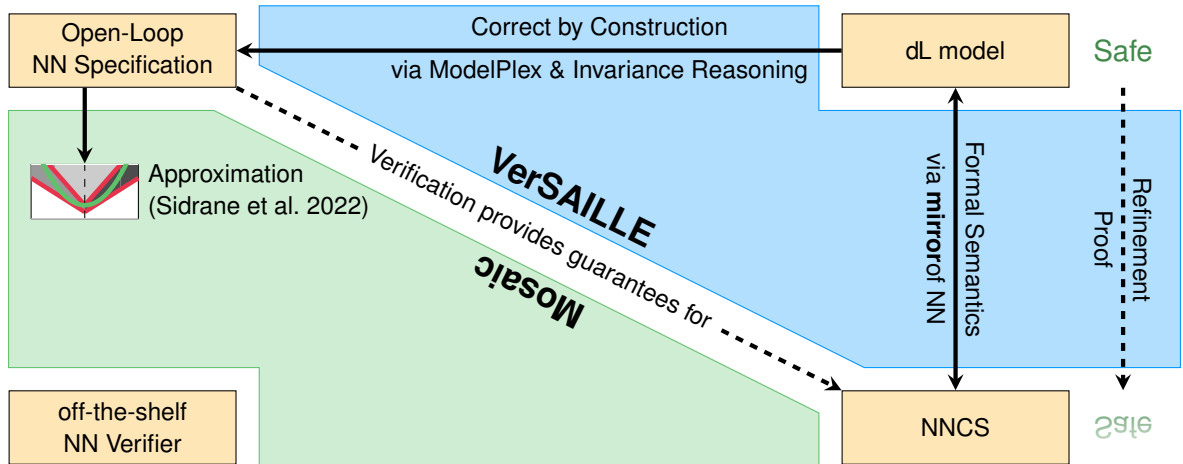 Open-Loop
NN Specification
Correct by Construction
via ModelPlex & Invariance Reasoning
dL model
Safe
Approximation
(Sidrane et al. 2022)
VerSAILLE
Verification provides guarantees for
Mosaic
Formal Semantics
via mirrorof NN
Refinement
Proof
off-the-shelf
NN Verifier
NNCS
Safe